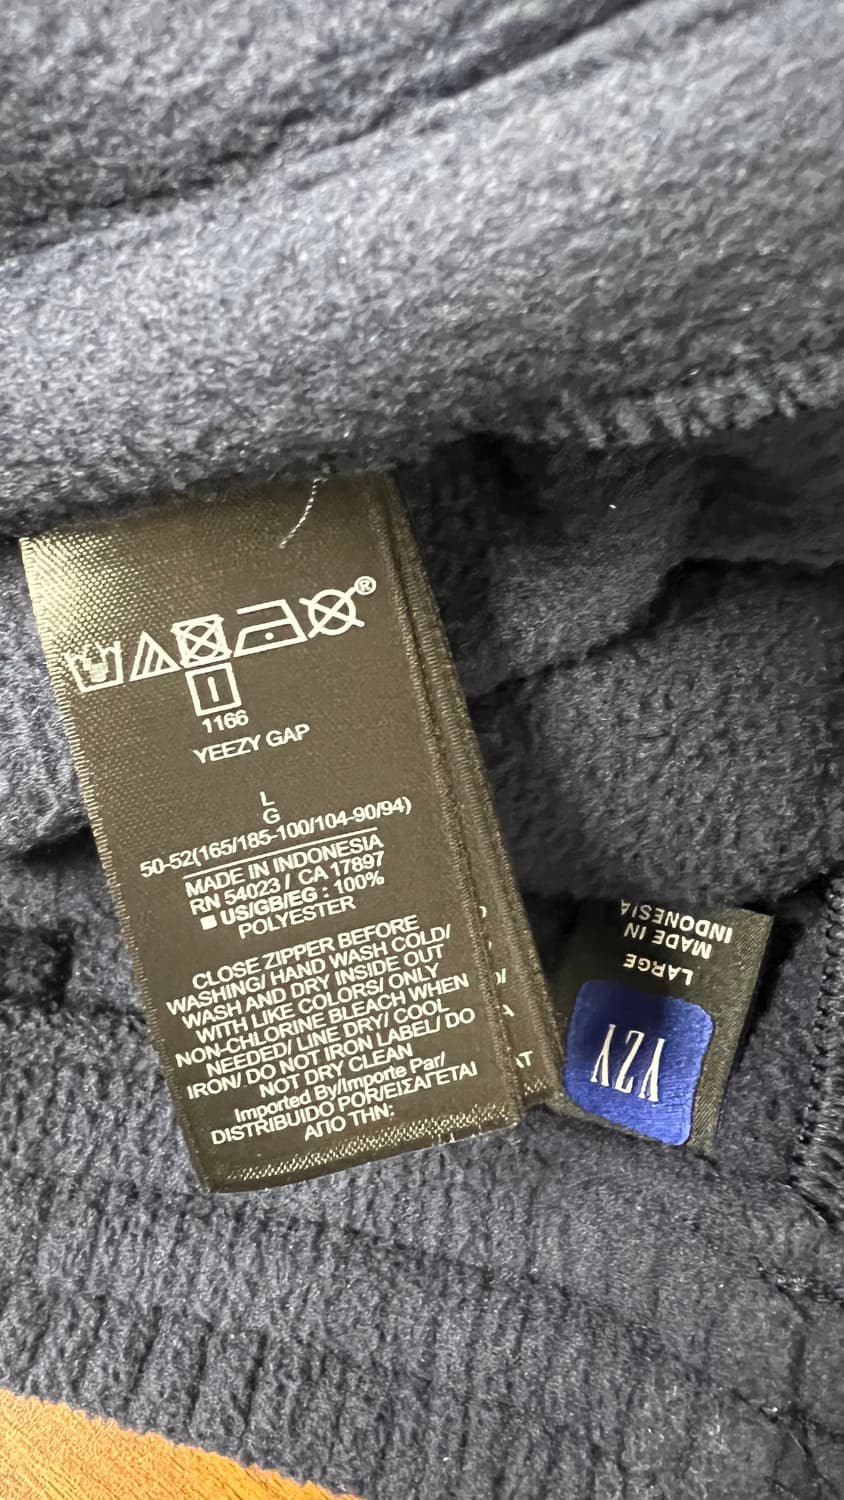 ®
1166
YEEZY GAP
L
G
50-52(165/185-100/104-90/94)
MADE IN INDONESIA
RN 54023 / CA 17897
■ US/GB/EG : 100%
POLYESTER
CLOSE ZIPPER BEFORE
WASHING/ HAND WASH COLD/
WASH AND DRY INSIDE OUT
WITH LIKE COLORS/ ONLY
NON-CHLORINE BLEACH WHEN
NEEDED/ LINE DRY/ COOL
IRON/ DO NOT IRON LABEL/ DO
NOT DRY CLEAN
Imported By/Importe Par/
DISTRIBUIDO POR/ΕΙΣΑΓΕΤΑΙ
ΑΠΟ ΤΗΝ:
YZY
LARGE
MADE IN
INDONESIA